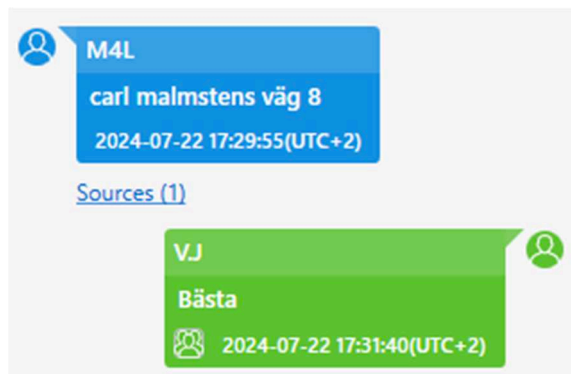 M4L
carl malmstens väg 8
2024-07-22 17:29:55(UTC+2)
Sources (1)
V.J
Bästa
2024-07-22 17:31:40(UTC+2)